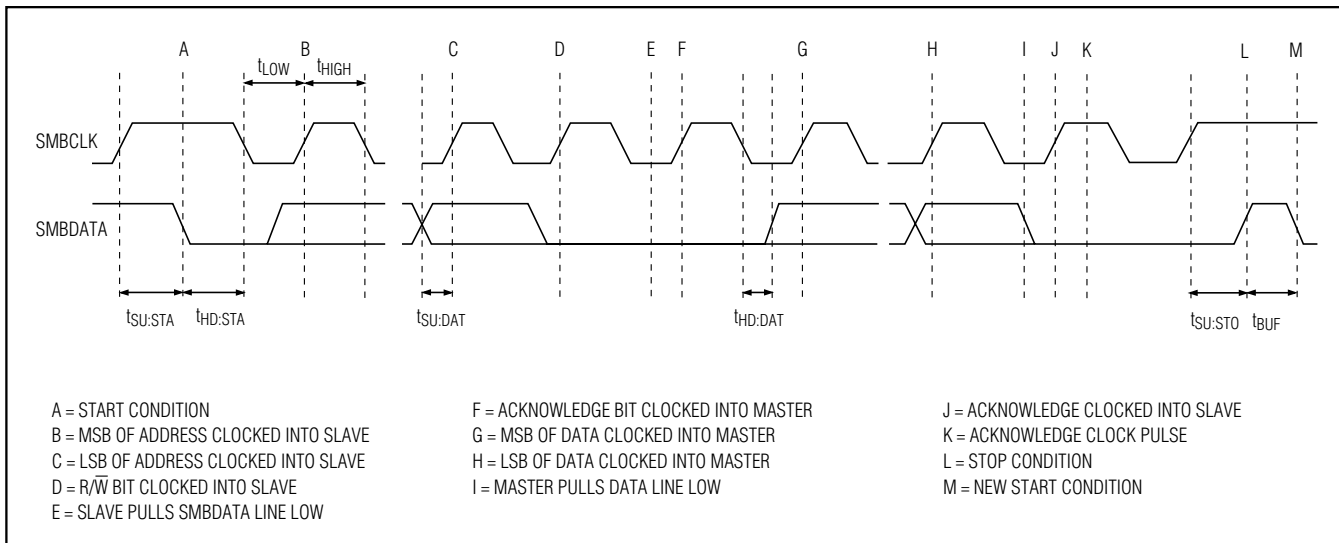 A B C D E F G H I J K L M
tLOW tHIGH
SMBCLK
SMBDATA
tSU:STA tHD:STA tSU:DAT tHD:DAT tSU:STO tBUF
A = START CONDITION
B = MSB OF ADDRESS CLOCKED INTO SLAVE
C = LSB OF ADDRESS CLOCKED INTO SLAVE
D = R/W̅ BIT CLOCKED INTO SLAVE
E = SLAVE PULLS SMBDATA LINE LOW
F = ACKNOWLEDGE BIT CLOCKED INTO MASTER
G = MSB OF DATA CLOCKED INTO MASTER
H = LSB OF DATA CLOCKED INTO MASTER
I = MASTER PULLS DATA LINE LOW
J = ACKNOWLEDGE CLOCKED INTO SLAVE
K = ACKNOWLEDGE CLOCK PULSE
L = STOP CONDITION
M = NEW START CONDITION